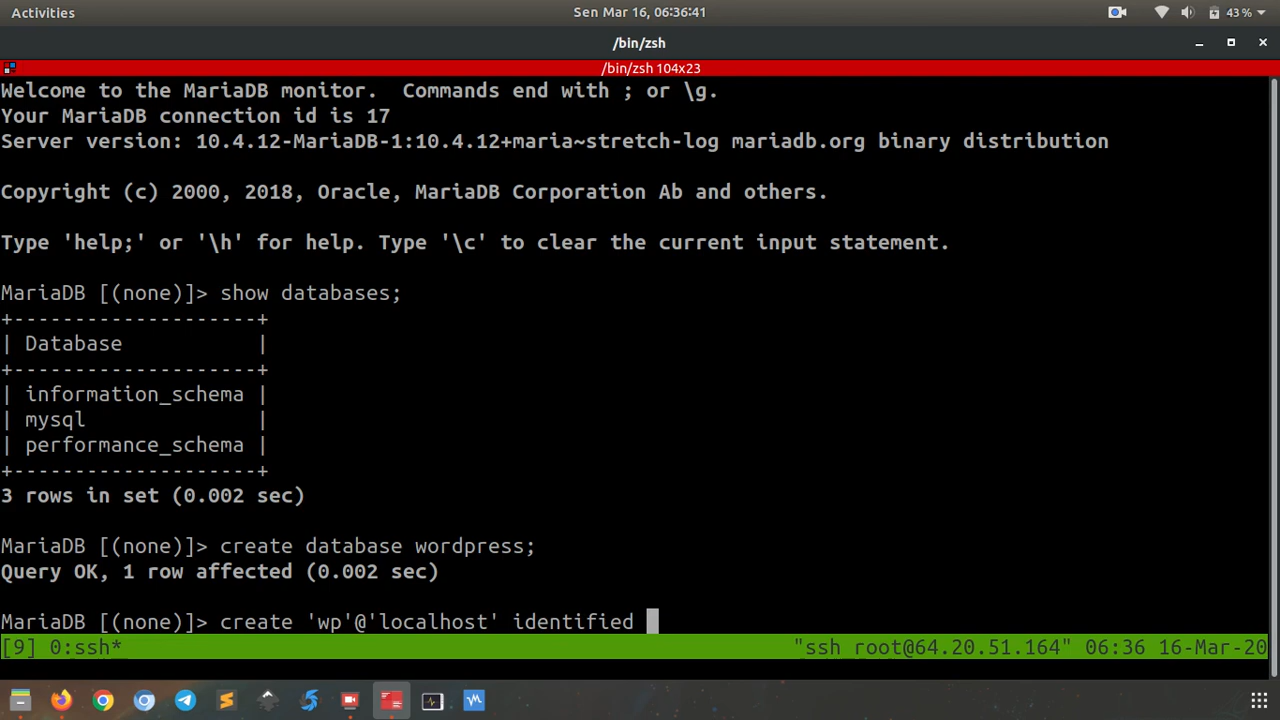 Activities
Sen Mar 16, 06:36:41
43 %
/bin/zsh
/bin/zsh 104x23
Welcome to the MariaDB monitor.  Commands end with ; or \g.
Your MariaDB connection id is 17
Server version: 10.4.12-MariaDB-1:10.4.12+maria~stretch-log mariadb.org binary distribution
Copyright (c) 2000, 2018, Oracle, MariaDB Corporation Ab and others.
Type 'help;' or '\h' for help. Type '\c' to clear the current input statement.
MariaDB [(none)]> show databases;
+--------------------+
| Database           |
+--------------------+
| information_schema |
| mysql              |
| performance_schema |
+--------------------+
3 rows in set (0.002 sec)
MariaDB [(none)]> create database wordpress;
Query OK, 1 row affected (0.002 sec)
MariaDB [(none)]> create 'wp'@'localhost' identified
[9] 0:ssh* "ssh root@64.20.51.164" 06:36 16-Mar-20